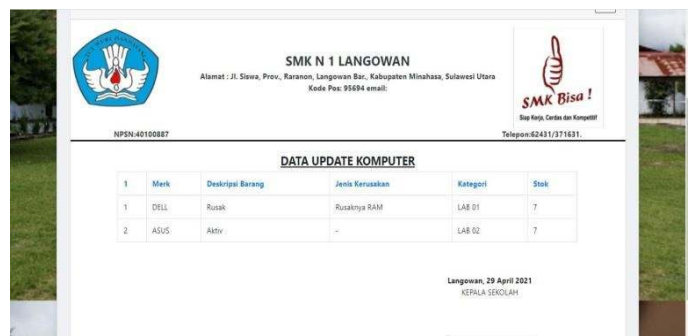 SMK N 1 LANGOWAN
Alamat : Jl. Siswa, Prov., Raranon, Langowan Bar., Kabupaten Minahasa, Sulawesi Utara
Kode Pos: 95694 email:
SMK Bisa !
Siap Kerja, Cerdas dan Kompetitif
NPSN:40100887 Telepon:62431/371631.
DATA UPDATE KOMPUTER
1 Merk Deskripsi Barang Jenis Kerusakan Kategori Stok
1 DELL Rusak Rusaknya RAM LAB 01 7
2 ASUS Aktiv - LAB 02 7
Langowan, 29 April 2021
KEPALA SEKOLAH